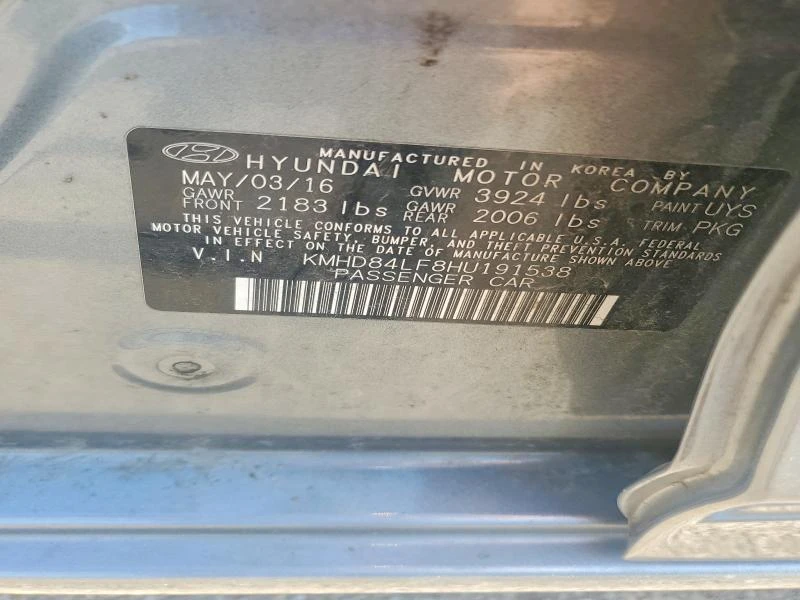 MANUFACTURED IN KOREA BY
HYUNDAI MOTOR COMPANY
MAY/03/16 GVWR 3924 lbs PAINT UYS
GAWR FRONT 2183 lbs GAWR REAR 2006 lbs TRIM PKG
THIS VEHICLE CONFORMS TO ALL APPLICABLE U.S.A. FEDERAL
MOTOR VEHICLE SAFETY, BUMPER, AND THEFT PREVENTION STANDARDS
IN EFFECT ON THE DATE OF MANUFACTURE SHOWN ABOVE
V.I.N KMHD84LF8HU191538
PASSENGER CAR